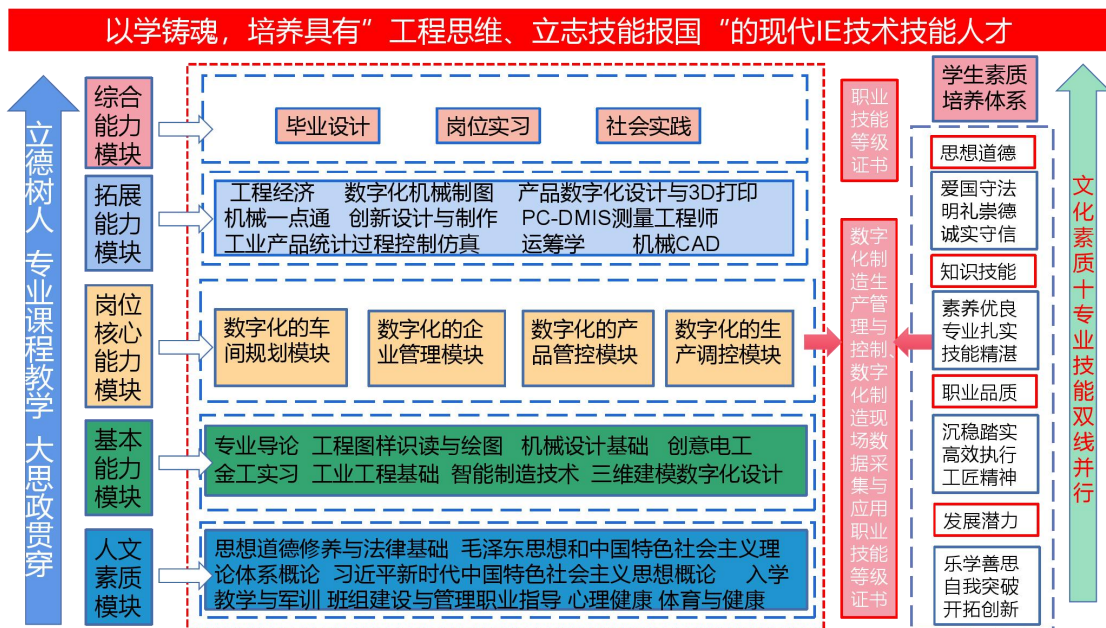 以学铸魂，培养具有”工程思维、立志技能报国“的现代IE技术技能人才
立德树人 专业课程教学 大思政贯穿
综合
能力
模块
毕业设计
岗位实习
社会实践
拓展
能力
模块
工程经济 数字化机械制图 产品数字化设计与3D打印
机械一点通 创新设计与制作 PC-DMIS测量工程师
工业产品统计过程控制仿真 运筹学 机械CAD
岗位
核心
能力
模块
数字化的车
间规划模块
数字化的企
业管理模块
数字化的产
品管控模块
数字化的生
产调控模块
基本
能力
模块
专业导论 工程图样识读与绘图 机械设计基础 创意电工
金工实习 工业工程基础 智能制造技术 三维建模数字化设计
人文
素质
模块
思想道德修养与法律基础 毛泽东思想和中国特色社会主义理
论体系概论 习近平新时代中国特色社会主义思想概论 入学
教学与军训 班组建设与管理职业指导 心理健康 体育与健康
职业
技能
等级
证书
数字
化制
造生
产管
理与
控制、
数字
化制
造现
场数
据采
集与
应用
职业
技能
等级
证书
学生素质
培养体系
思想道德
爱国守法
明礼崇德
诚实守信
知识技能
素养优良
专业扎实
技能精湛
职业品质
沉稳踏实
高效执行
工匠精神
发展潜力
乐学善思
自我突破
开拓创新
文化素质十专业技能双线并行